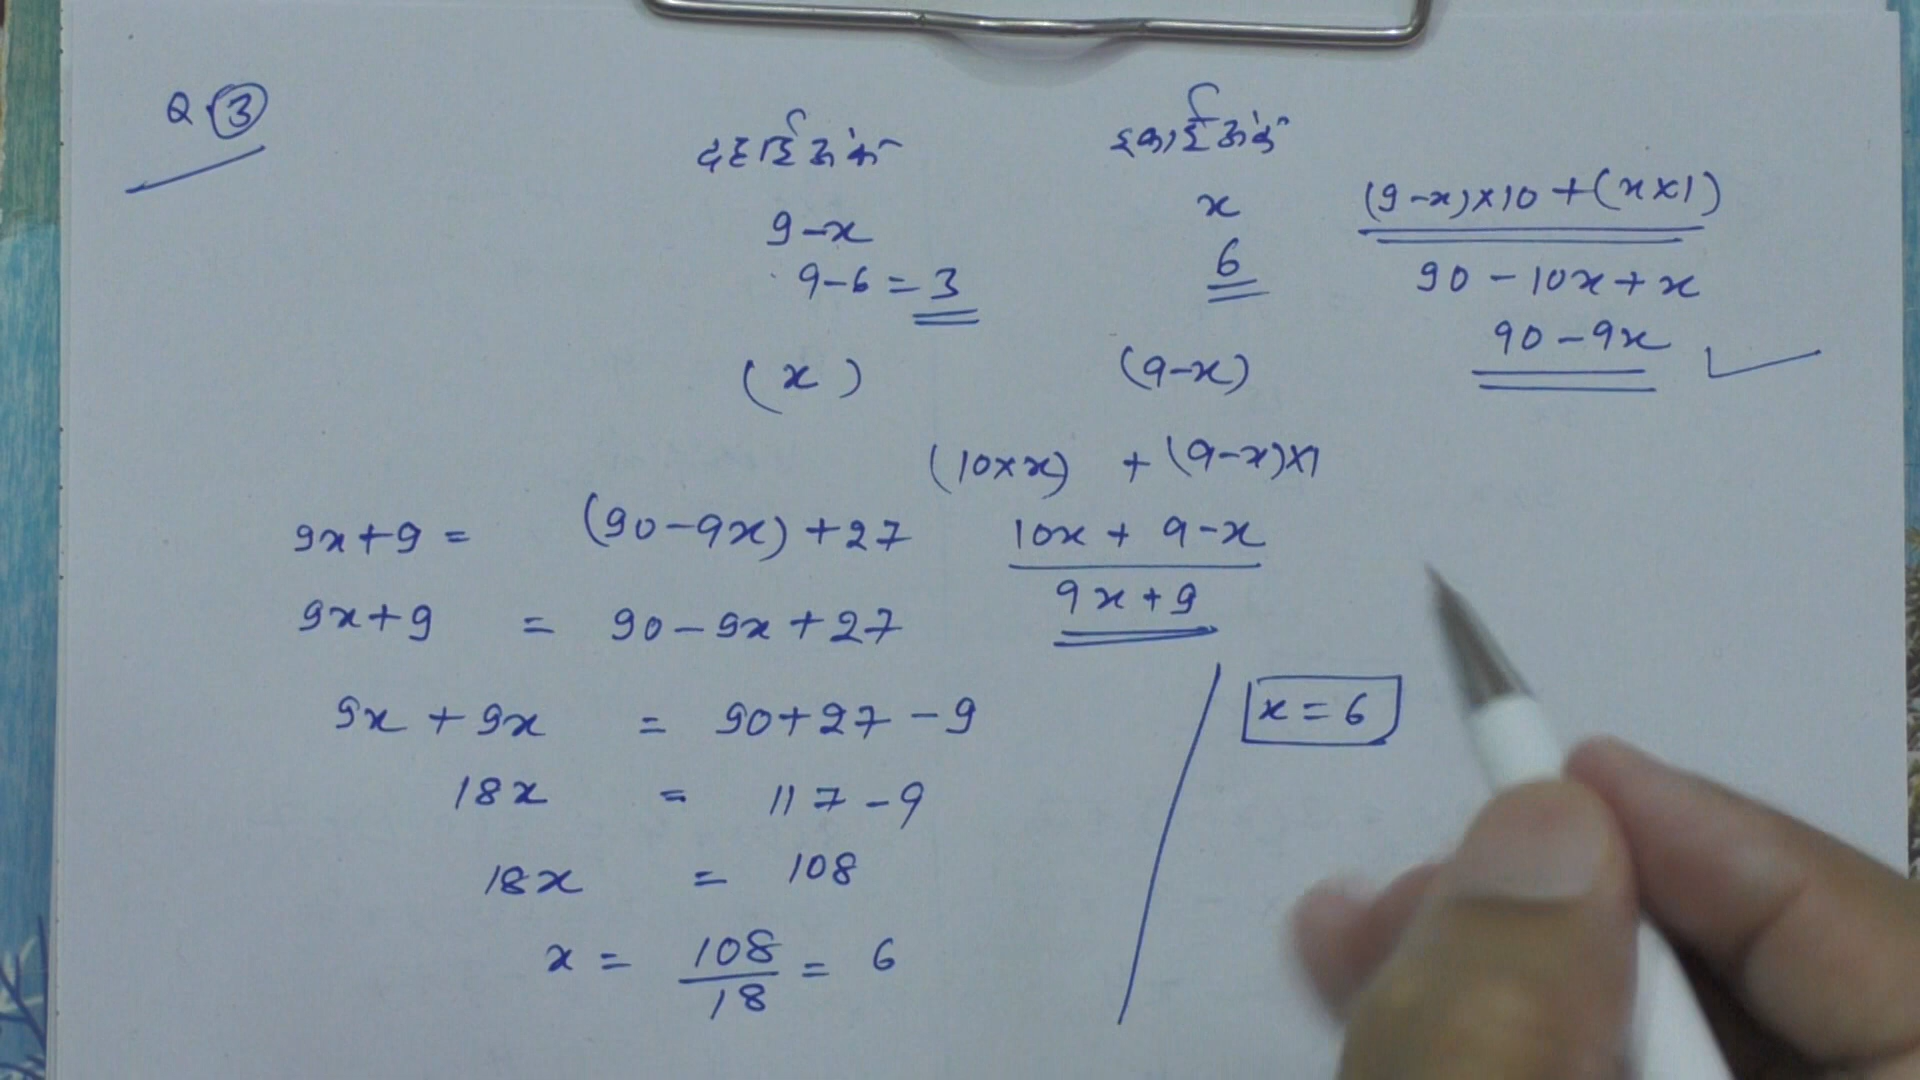 Q ③
दहाई अंक इकाई अंक
9-x x (9-x)×10+(x×1)
9-6=3 6 90-10x+x
90-9x
(x) (9-x)
(10×x) + (9-x)×1
9x+9= (90-9x)+27 10x+9-x
9x+9 = 90-9x+27 9x+9
9x+9x = 90+27-9 x=6
18x = 117-9
18x = 108
x = 108/18 = 6